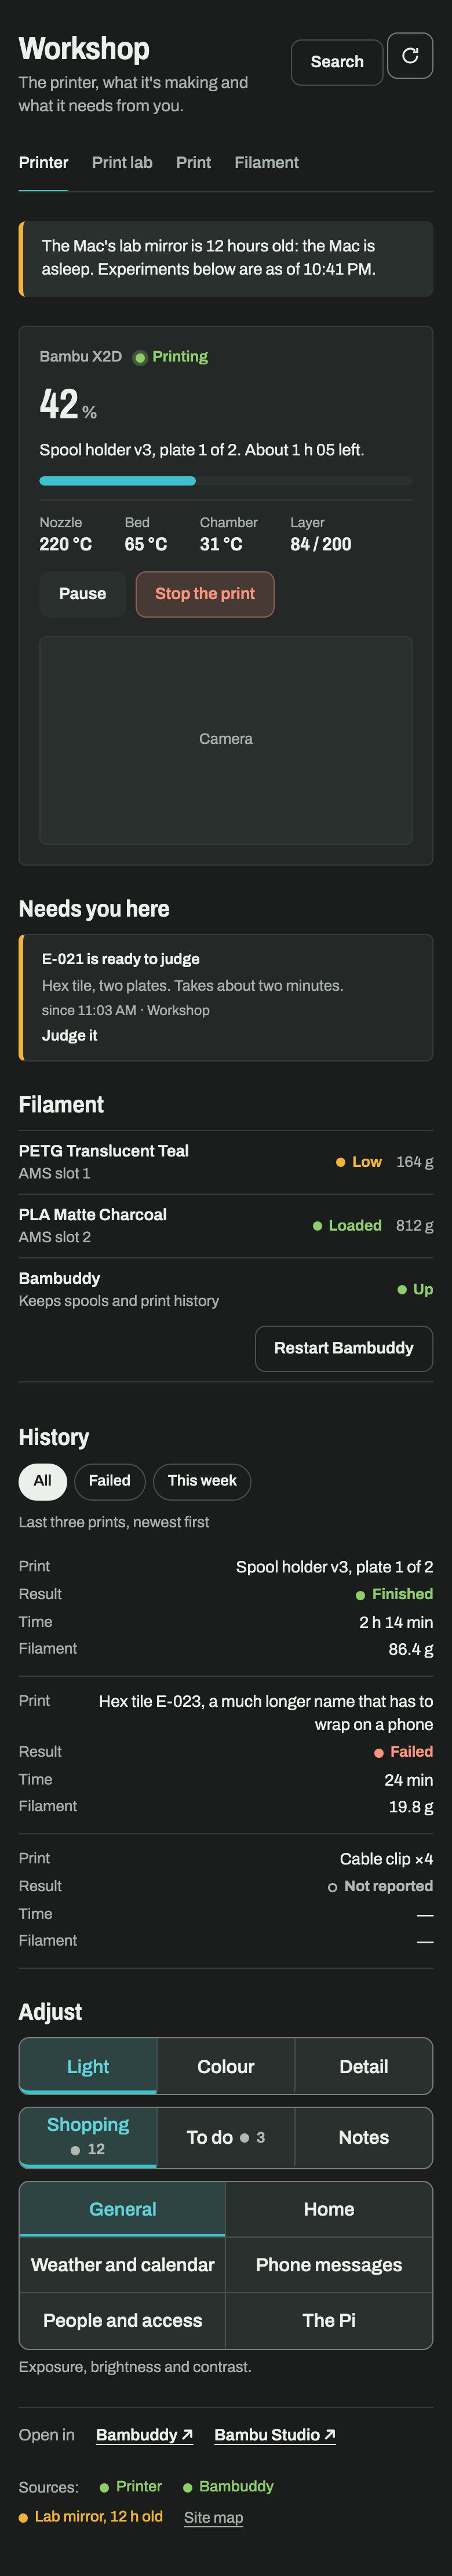 Workshop
The printer, what it's making and
what it needs from you.
Search
Printer
Print lab
Print
Filament
The Mac's lab mirror is 12 hours old: the Mac is
asleep. Experiments below are as of 10:41 PM.
Bambu X2D
Printing
42 %
Spool holder v3, plate 1 of 2. About 1 h 05 left.
Nozzle Bed Chamber Layer
220 °C 65 °C 31 °C 84 / 200
Pause
Stop the print
Camera
Needs you here
E-021 is ready to judge
Hex tile, two plates. Takes about two minutes.
since 11:03 AM · Workshop
Judge it
Filament
PETG Translucent Teal
AMS slot 1
Low 164 g
PLA Matte Charcoal
AMS slot 2
Loaded 812 g
Bambuddy
Keeps spools and print history
Up
Restart Bambuddy
History
All Failed This week
Last three prints, newest first
Print Spool holder v3, plate 1 of 2
Result Finished
Time 2 h 14 min
Filament 86.4 g
Print Hex tile E-023, a much longer name that has to
wrap on a phone
Result Failed
Time 24 min
Filament 19.8 g
Print Cable clip ×4
Result Not reported
Time —
Filament —
Adjust
Light Colour Detail
Shopping
12
To do 3
Notes
General Home
Weather and calendar Phone messages
People and access The Pi
Exposure, brightness and contrast.
Open in Bambuddy ↗ Bambu Studio ↗
Sources: Printer Bambuddy
Lab mirror, 12 h old Site map